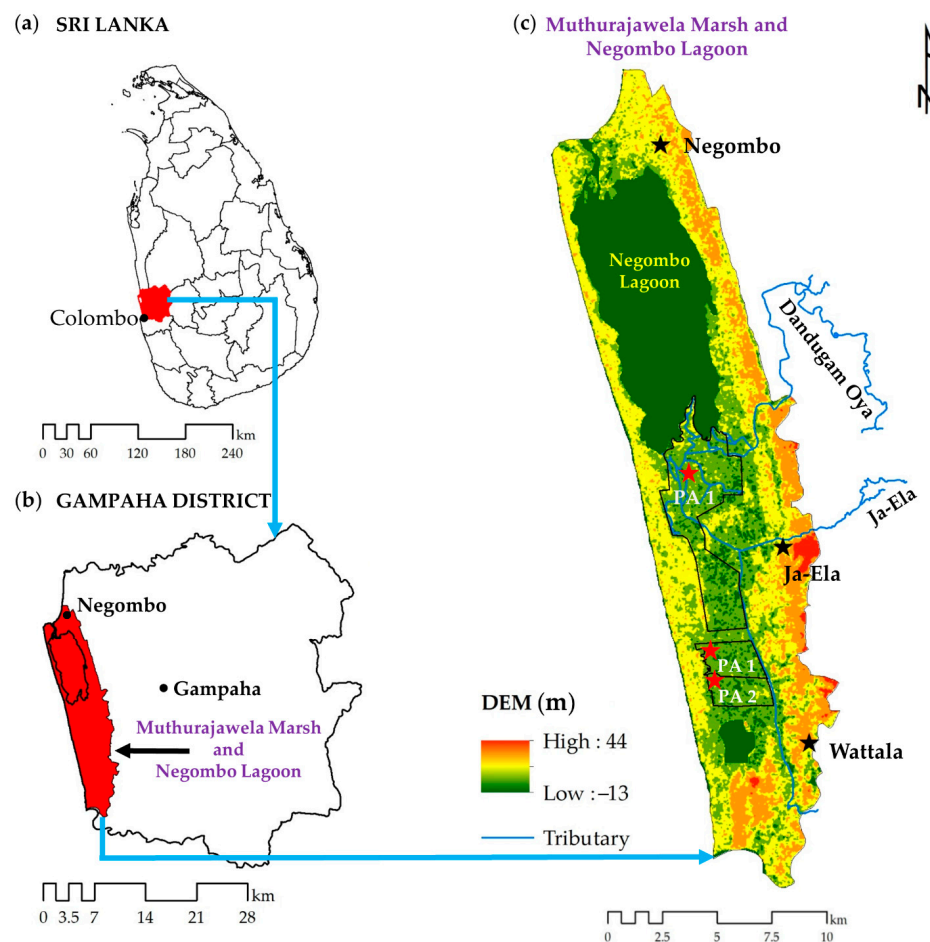 (a) SRI LANKA
Colombo
km
0 30 60 120 180 240
(b) GAMPAHA DISTRICT
Negombo
Gampaha
Muthurajawela Marsh
and
Negombo Lagoon
km
0 3.5 7 14 21 28
(c) Muthurajawela Marsh and
Negombo Lagoon
N
Negombo
Negombo
Lagoon
Dandugam Oya
PA 1
Ja-Ela
Ja-Ela
PA 1
PA 2
Wattala
DEM (m)
High : 44
Low : –13
Tributary
km
0 2.5 5 7.5 10